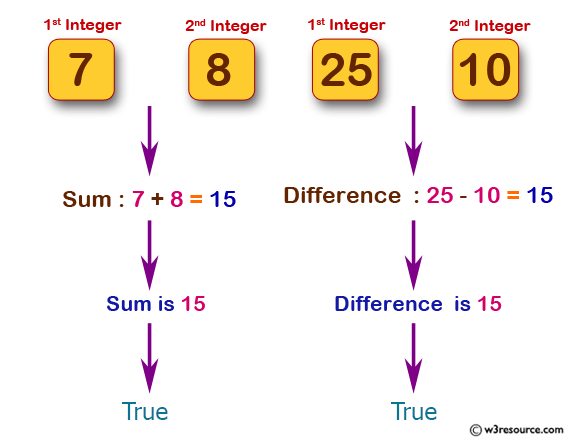 1st Integer 2nd Integer 1st Integer 2nd Integer
7 8 25 10
Sum : 7 + 8 = 15 Difference : 25 - 10 = 15
Sum is 15 Difference is 15
True True
© w3resource.com